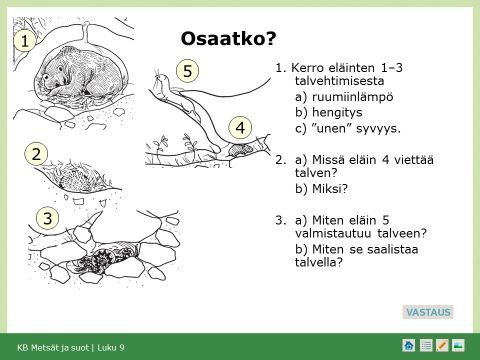 Osaatko?
1
5
4
2
3
1. Kerro eläinten 1–3
talvehtimisesta
a) ruumiinlämpö
b) hengitys
c) ”unen” syvyys.
2. a) Missä eläin 4 viettää
talven?
b) Miksi?
3. a) Miten eläin 5
valmistautuu talveen?
b) Miten se saalistaa
talvella?
VASTAUS
KB Metsät ja suot | Luku 9